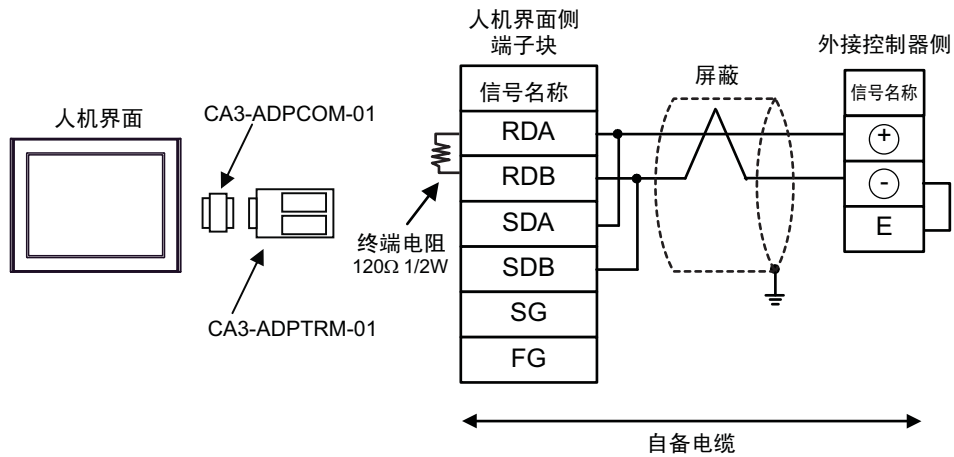 人机界面
CA3-ADPCOM-01
CA3-ADPTRM-01
终端电阻
120Ω 1/2W
人机界面侧
端子块
信号名称
RDA
RDB
SDA
SDB
SG
FG
屏蔽
外接控制器侧
信号名称
+
-
E
自备电缆